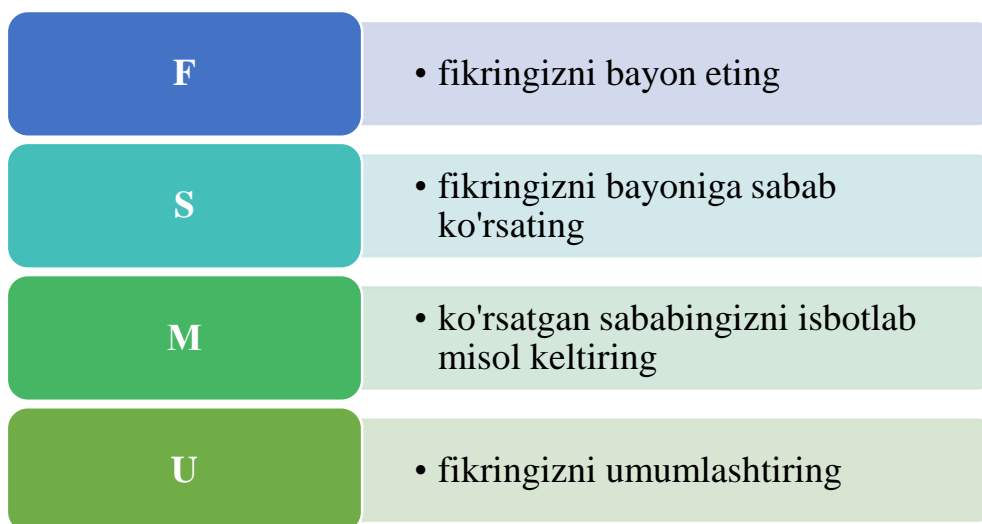 F
• fikringizni bayon eting
S
• fikringizni bayoniga sabab
ko'rsating
M
• ko'rsatgan sababingizni isbotlab
misol keltiring
U
• fikringizni umumlashtiring